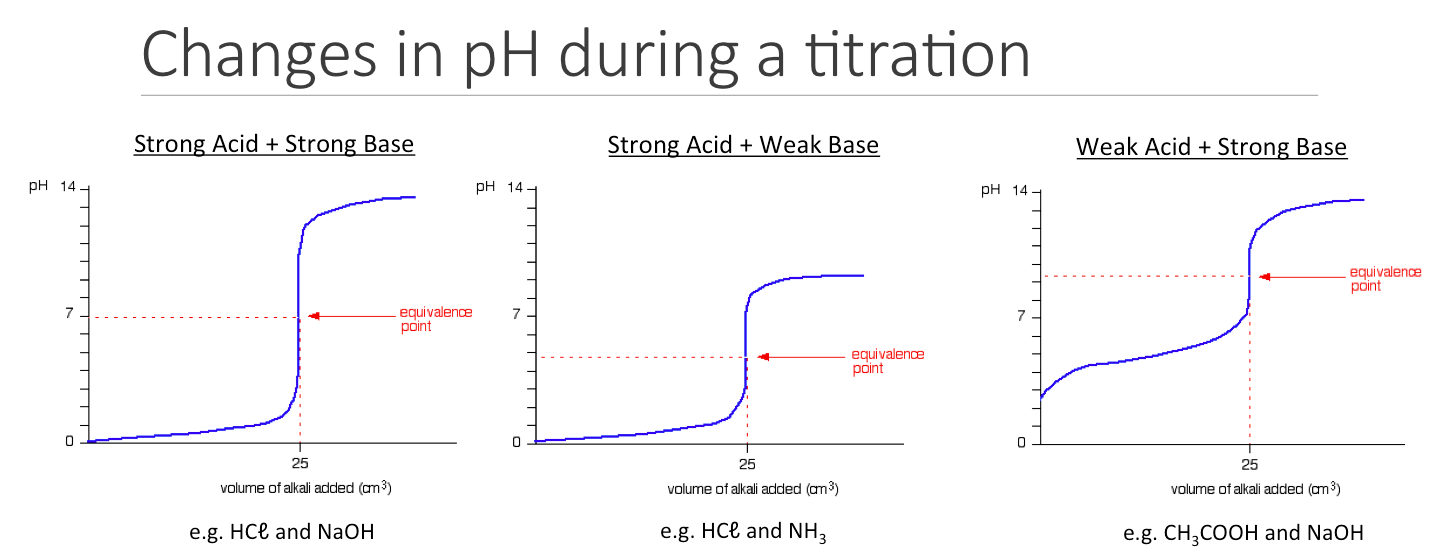 Changes in pH during a titration
Strong Acid + Strong Base
pH 14
7
0
equivalence
point
25
volume of alkali added (cm³)
e.g. HCℓ and NaOH
Strong Acid + Weak Base
pH 14
7
0
equivalence
point
25
volume of alkali added (cm³)
e.g. HCℓ and NH₃
Weak Acid + Strong Base
pH 14
7
0
equivalence
point
25
volume of alkali added (cm³)
e.g. CH₃COOH and NaOH